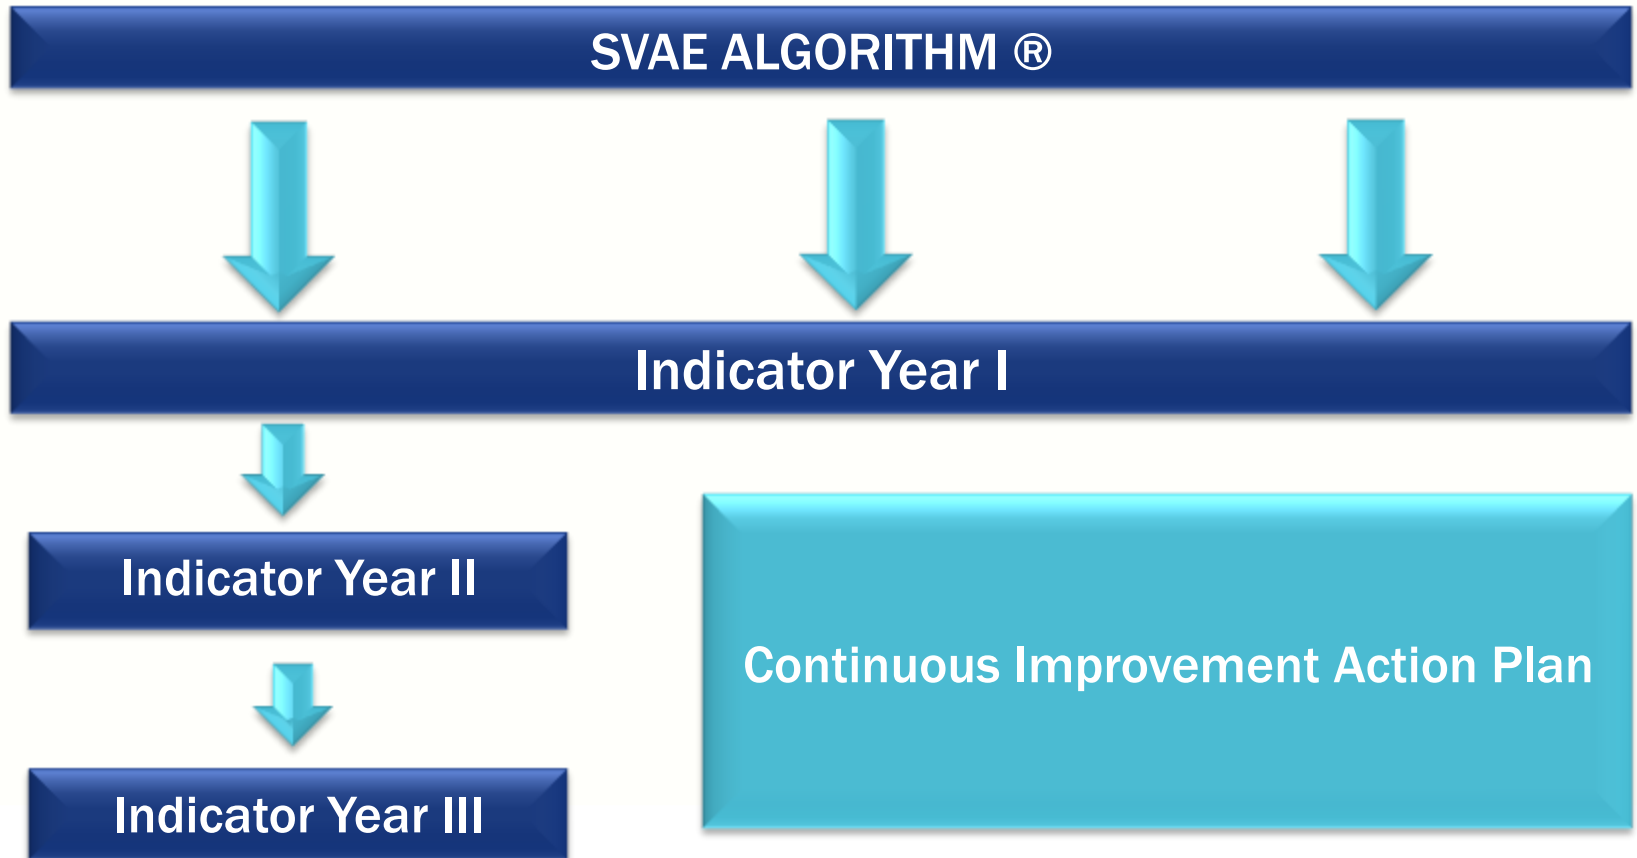 SVAE ALGORITHM ®
Indicator Year I
Indicator Year II
Continuous Improvement Action Plan
Indicator Year III